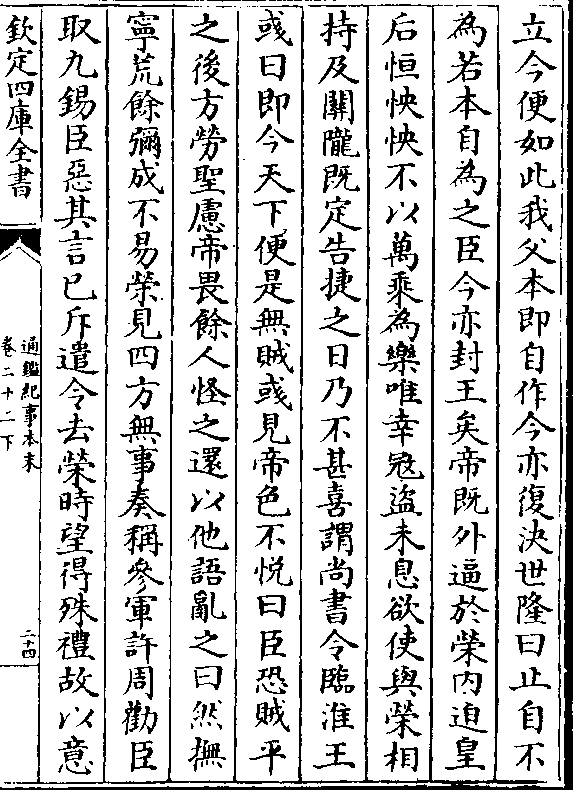 立今便如此我父本即自作今亦復決世隆曰止自不
為若本自為之臣今亦封王矣帝既外逼於榮內迫皇
后恒怏怏不以萬乘為樂唯幸寇盜未息欲使與榮相
持及關隴既定告捷之日乃不甚喜謂尚書令臨淮王
彧曰即今天下便是無賊彧見帝色不悦曰臣恐賊平
之後方勞聖慮帝畏餘人怪之還以他語亂之曰然撫
寧荒餘彌成不易榮見四方無事奏稱參軍許周勸臣
取九錫臣惡其言已斥遣令去榮時望得殊禮故以意
欽定四庫全書
通鑑紀事本末
卷二十二下
二十四